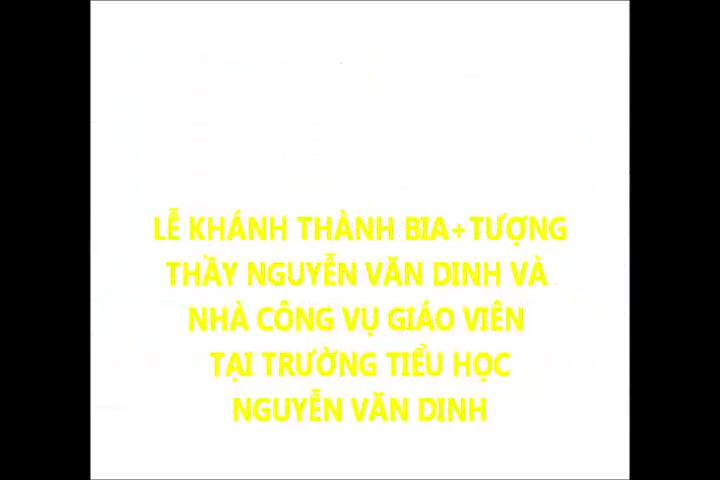 LỄ KHÁNH THÀNH BIA+TƯỢNG
THẦY NGUYỄN VĂN DINH VÀ
NHÀ CÔNG VỤ GIÁO VIÊN
TẠI TRƯỜNG TIỂU HỌC
NGUYỄN VĂN DINH